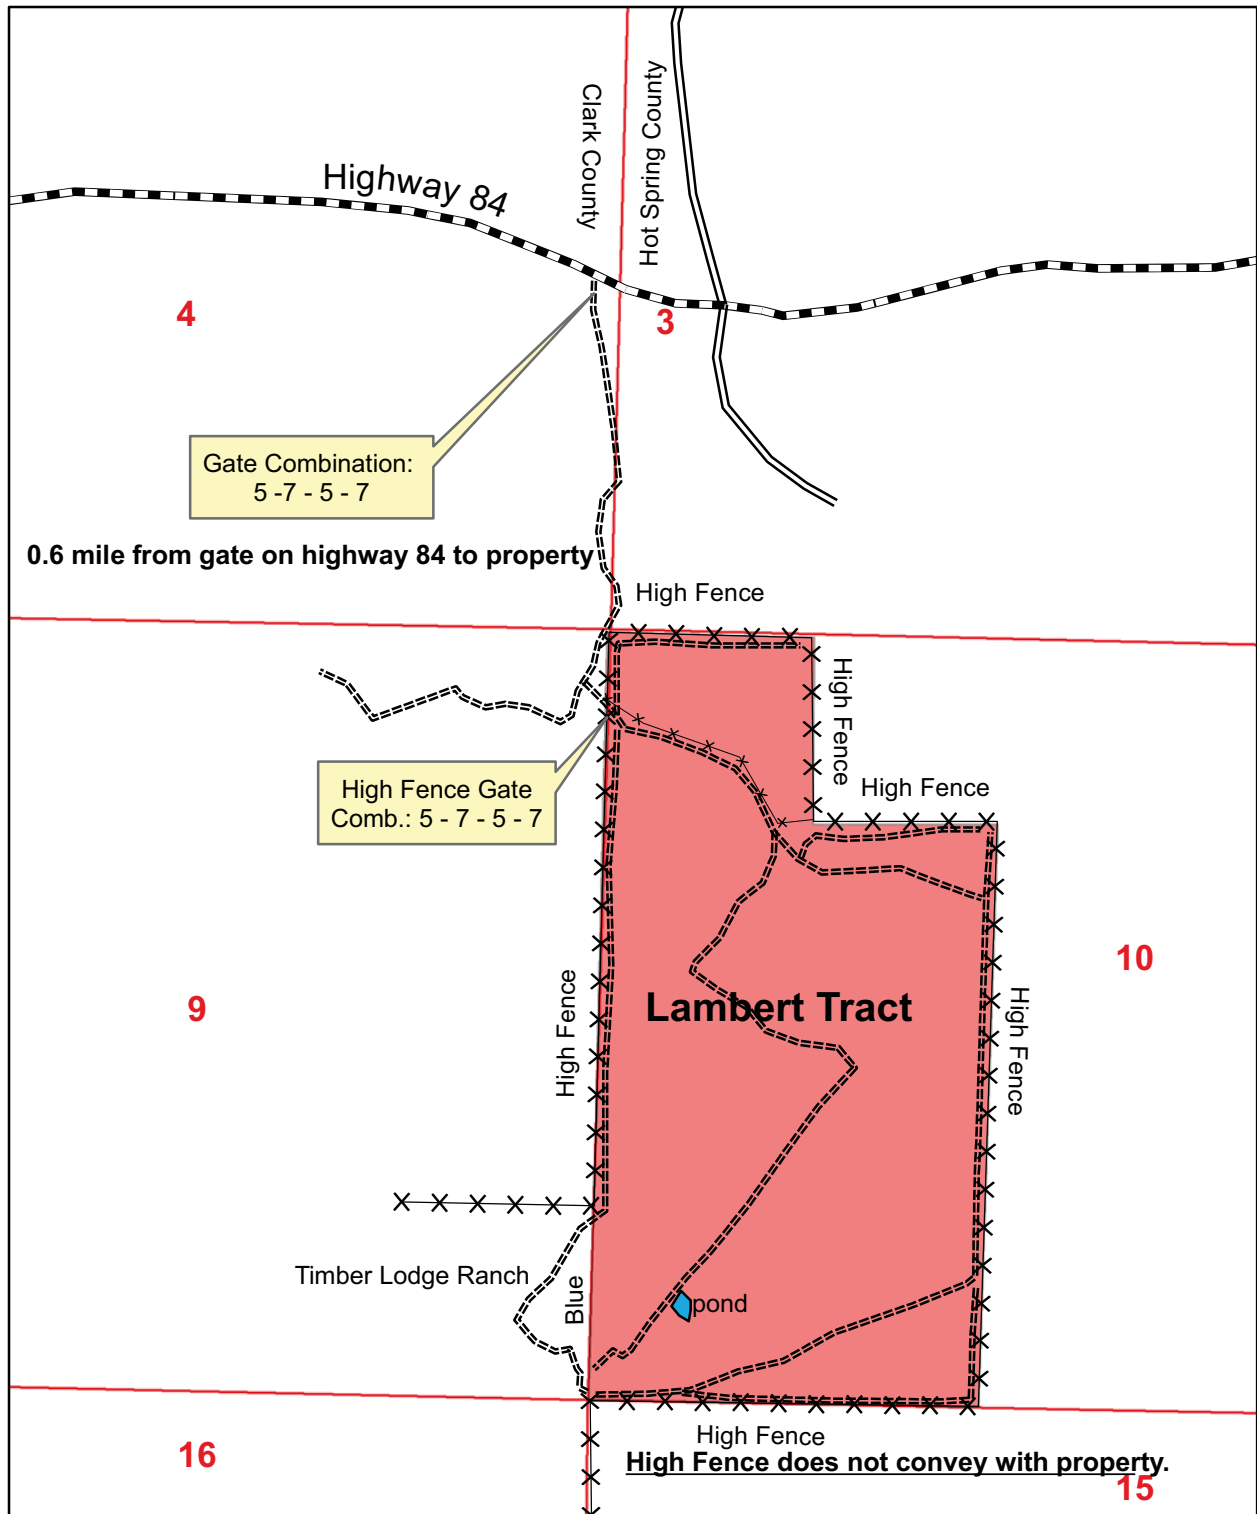 Clark County
Hot Spring County
Highway 84
4
3
Gate Combination:
5 -7 - 5 - 7
0.6 mile from gate on highway 84 to property
High Fence
High Fence
High Fence
High Fence Gate
Comb.: 5 - 7 - 5 - 7
10
9
Lambert Tract
High Fence
High Fence
Timber Lodge Ranch
Blue
pond
High Fence
16
High Fence does not convey with property.
15